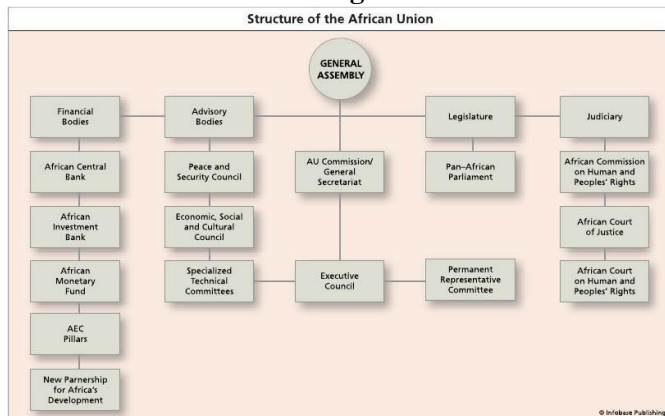 Structure of the African Union
GENERAL
ASSEMBLY
Financial
Bodies
Advisory
Bodies
Legislature
Judiciary
African Central
Bank
Peace and
Security Council
AU Commission/
General
Secretariat
Pan–African
Parliament
African Commission
on Human and
Peoples' Rights
African
Investment
Bank
Economic, Social
and Cultural
Council
African Court
of Justice
African
Monetary
Fund
Specialized
Technical
Committees
Executive
Council
Permanent
Representative
Committee
African Court
on Human and
Peoples' Rights
AEC
Pillars
New Parnership
for Africa's
Development
© Infobase Publishing